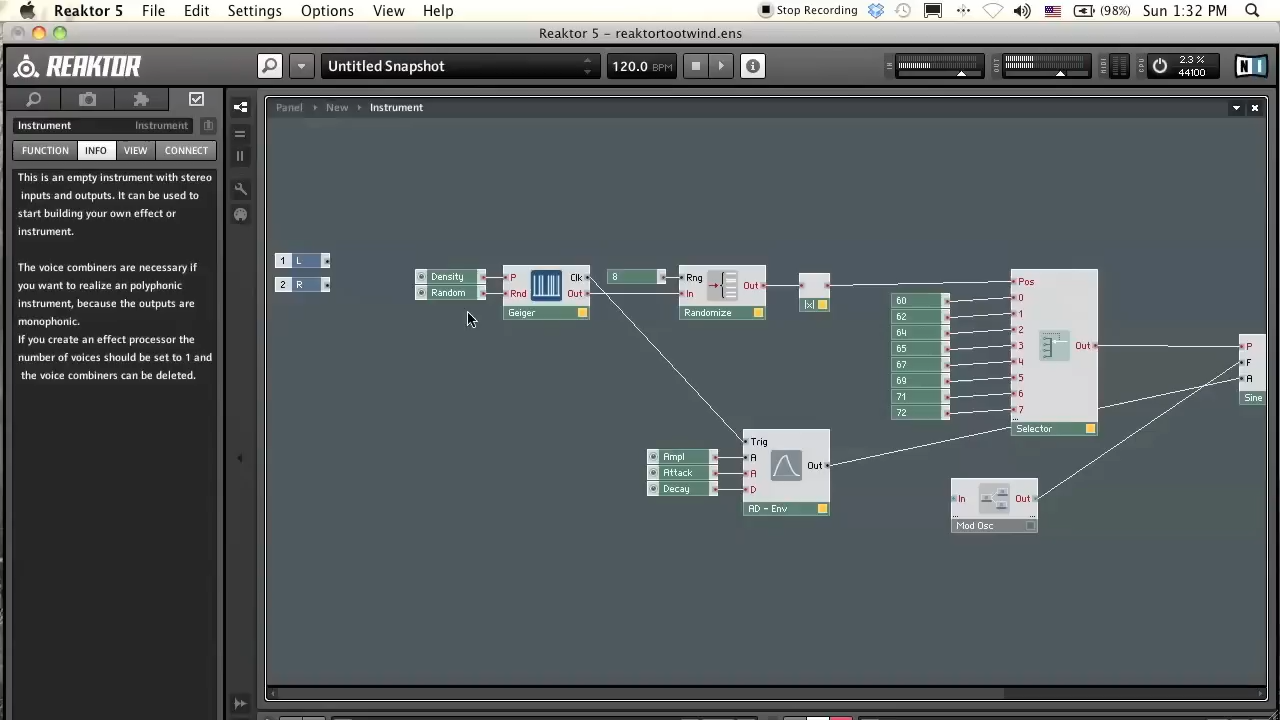 Reaktor 5 File Edit Settings Options View Help Stop Recording (98%) Sun 1:32 PM
Reaktor 5 - reaktortootwind.ens
REAKTOR Untitled Snapshot 120.0 BPM 2.3 % 44100 NI
Panel New Instrument
Instrument Instrument
FUNCTION INFO VIEW CONNECT
This is an empty instrument with stereo
inputs and outputs. It can be used to
start building your own effect or
instrument.
The voice combiners are necessary if
you want to realize an polyphonic
instrument, because the outputs are
monophonic.
If you create an effect processor the
number of voices should be set to 1 and
the voice combiners can be deleted.
1 L
2 R
Density
Random
P Clk
Rnd Out
Geiger
8
Rng
In Out
Randomize
|x|
60
62
64
65
67
69
71
72
Pos
0
1
2
3
4
5
6
7
Out
Selector
P
F
A
Sine
Ampl
Attack
Decay
Trig
A
A
D
Out
AD - Env
In Out
Mod Osc